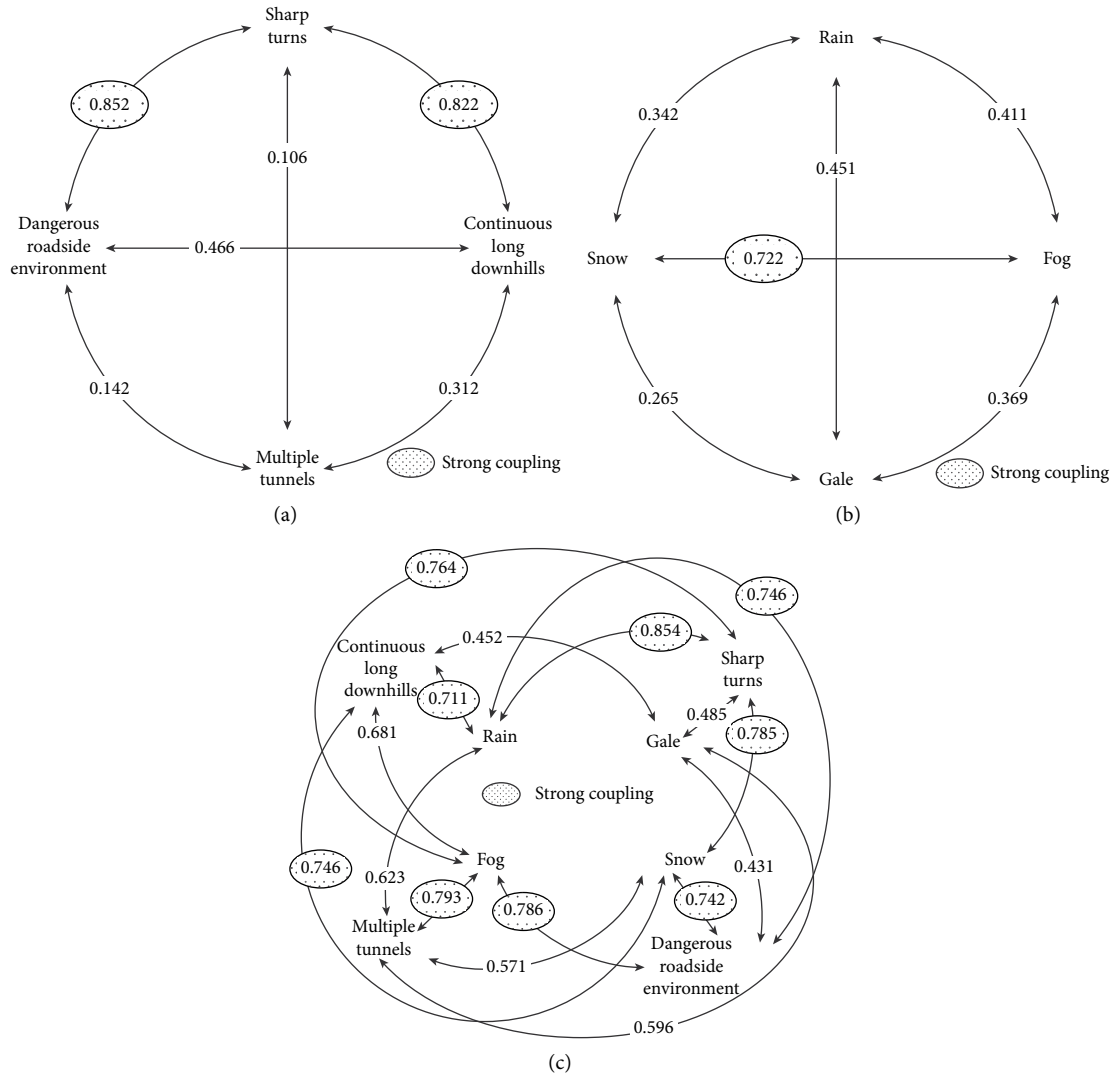 Sharp
turns
0.852
0.822
0.106
Dangerous
roadside
environment
0.466
Continuous
long
downhills
0.142
0.312
Multiple
tunnels
Strong coupling
(a)
Rain
0.342
0.411
0.451
Snow
0.722
Fog
0.265
0.369
Gale
Strong coupling
(b)
0.764
0.746
0.854
0.452
Continuous
long
downhills
Sharp
turns
0.711
0.485
0.681
Rain
Gale
0.785
Strong coupling
Fog
Snow
0.746
0.623
0.431
0.793
0.786
0.742
Multiple
tunnels
Dangerous
roadside
environment
0.571
0.596
(c)